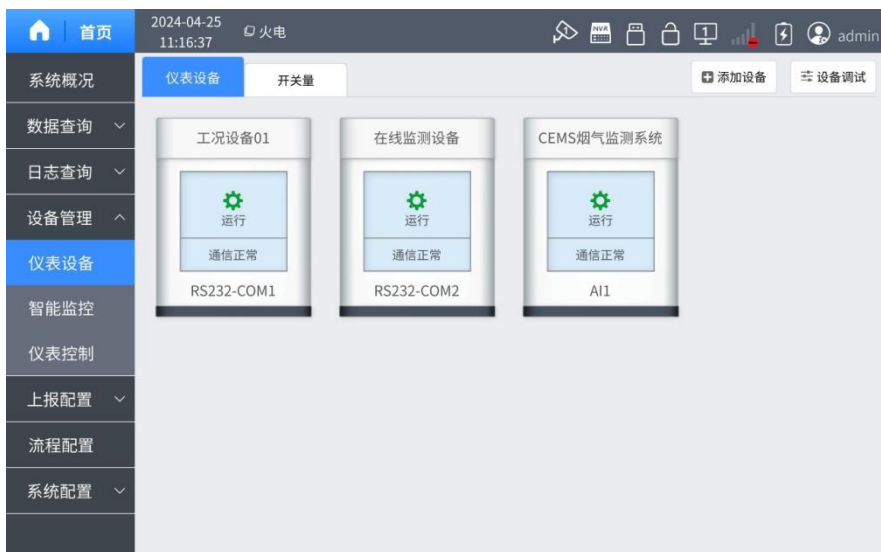 首页
2024-04-25
11:16:37
火电
NVR
1
admin
系统概况
数据查询
日志查询
设备管理
仪表设备
智能监控
仪表控制
上报配置
流程配置
系统配置
仪表设备
开关量
添加设备
设备调试
工况设备01
运行
通信正常
RS232-COM1
在线监测设备
运行
通信正常
RS232-COM2
CEMS烟气监测系统
运行
通信正常
AI1